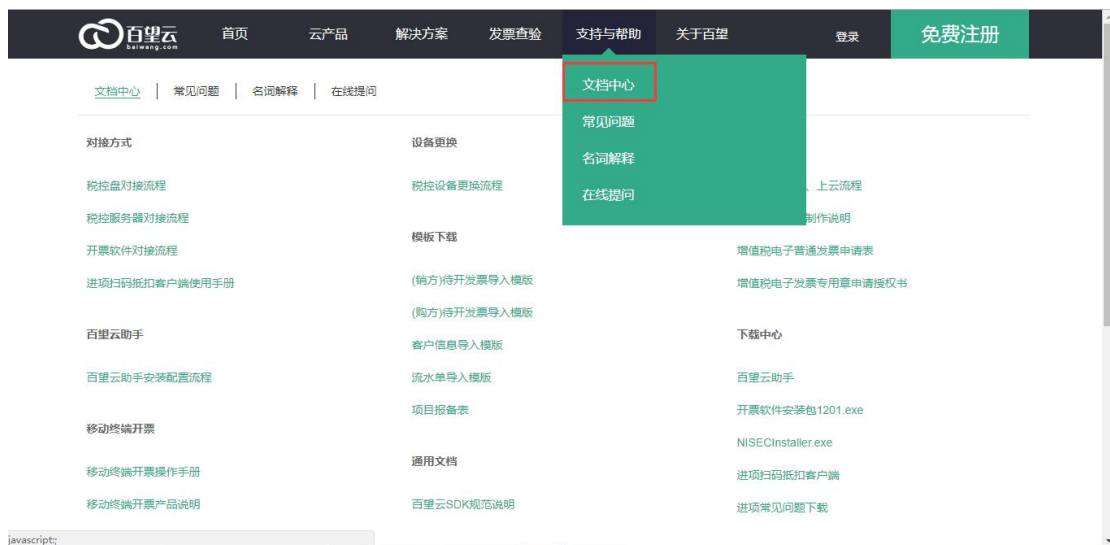 百望云
baiwang.com
首页
云产品
解决方案
发票查验
支持与帮助
关于百望
登录
免费注册
文档中心
常见问题
名词解释
在线提问
文档中心 | 常见问题 | 名词解释 | 在线提问
对接方式
税控盘对接流程
税控服务器对接流程
开票软件对接流程
进项扫码抵扣客户端使用手册
百望云助手
百望云助手安装配置流程
移动终端开票
移动终端开票操作手册
移动终端开票产品说明
设备更换
税控设备更换流程
模板下载
(销方)待开发票导入模版
(购方)待开发票导入模版
客户信息导入模版
流水单导入模版
项目报备表
通用文档
百望云SDK规范说明
、上云流程
制作说明
增值税电子普通发票申请表
增值税电子发票专用章申请授权书
下载中心
百望云助手
开票软件安装包1201.exe
NISECInstaller.exe
进项扫码抵扣客户端
进项常见问题下载
javascript:;